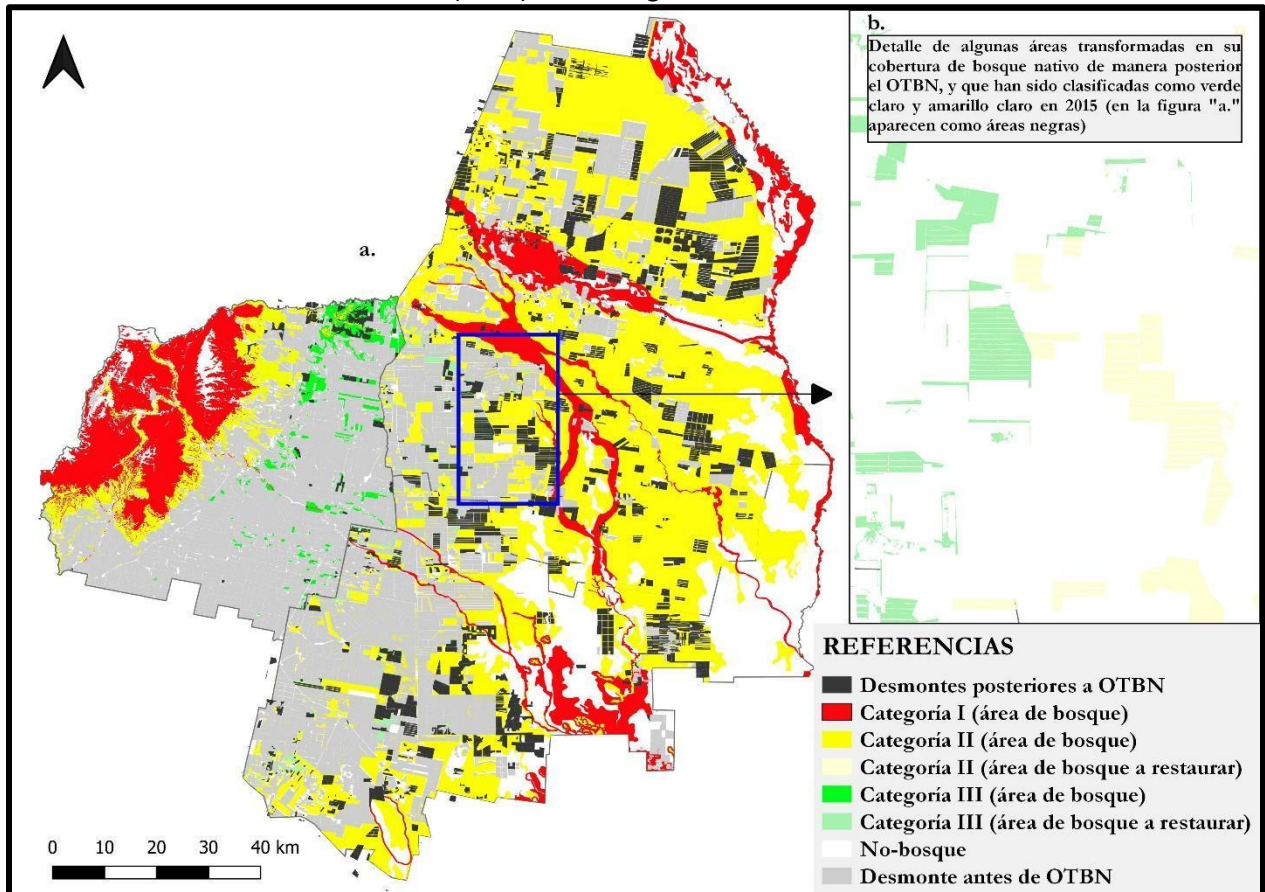 a.
b.
Detalle de algunas áreas transformadas en su
cobertura de bosque nativo de manera posterior
el OTBN, y que han sido clasificadas como verde
claro y amarillo claro en 2015 (en la figura "a."
aparecen como áreas negras)
REFERENCIAS
Desmontes posteriores a OTBN
Categoría I (área de bosque)
Categoría II (área de bosque)
Categoría II (área de bosque a restaurar)
Categoría III (área de bosque)
Categoría III (área de bosque a restaurar)
No-bosque
Desmonte antes de OTBN
0 10 20 30 40 km